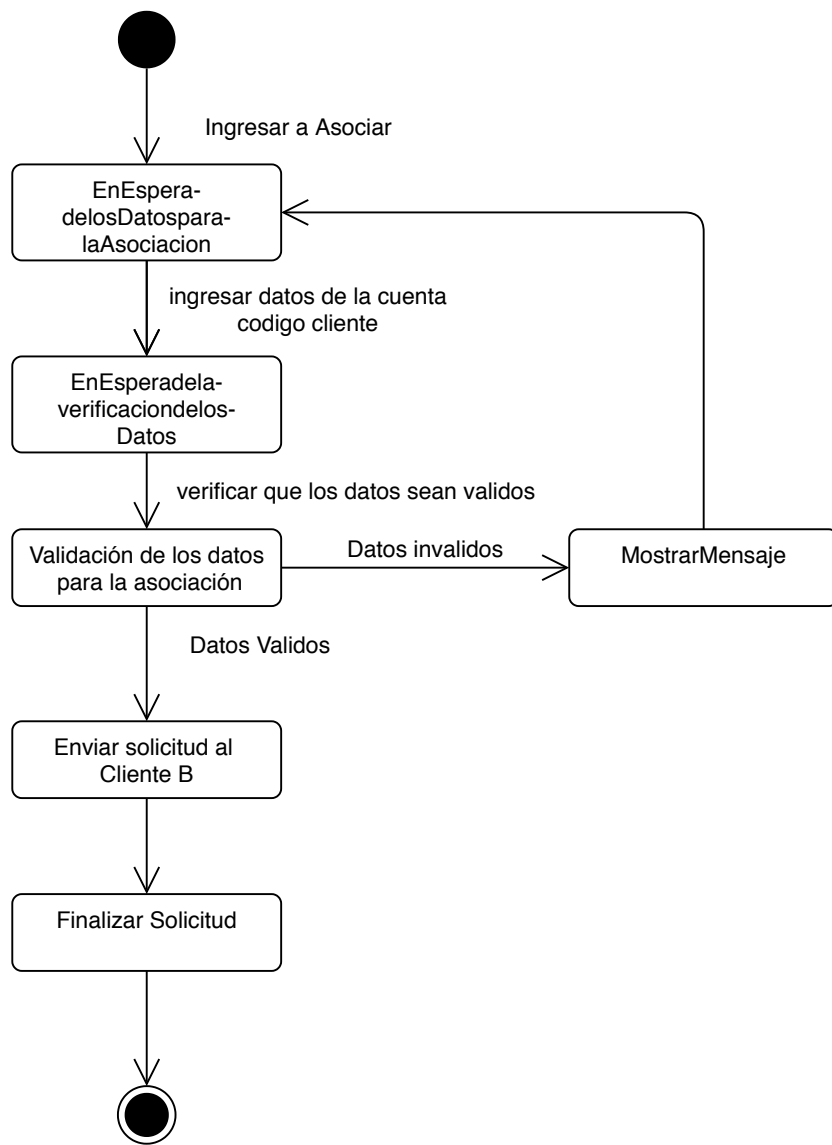 Ingresar a Asociar
EnEspera-
delosDatospara-
laAsociacion
ingresar datos de la cuenta
codigo cliente
EnEsperadela-
verificaciondelos-
Datos
verificar que los datos sean validos
Validación de los datos
para la asociación
Datos invalidos
MostrarMensaje
Datos Validos
Enviar solicitud al
Cliente B
Finalizar Solicitud